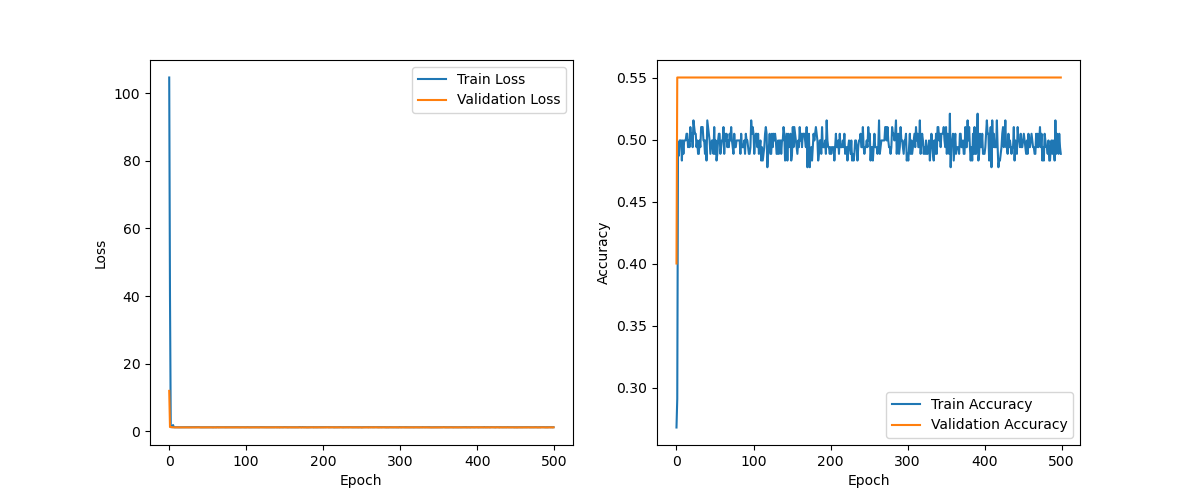 100
80
60
40
20
0
0 100 200 300 400 500
Loss
Epoch
Train Loss
Validation Loss
0.55
0.50
0.45
0.40
0.35
0.30
0 100 200 300 400 500
Accuracy
Epoch
Train Accuracy
Validation Accuracy